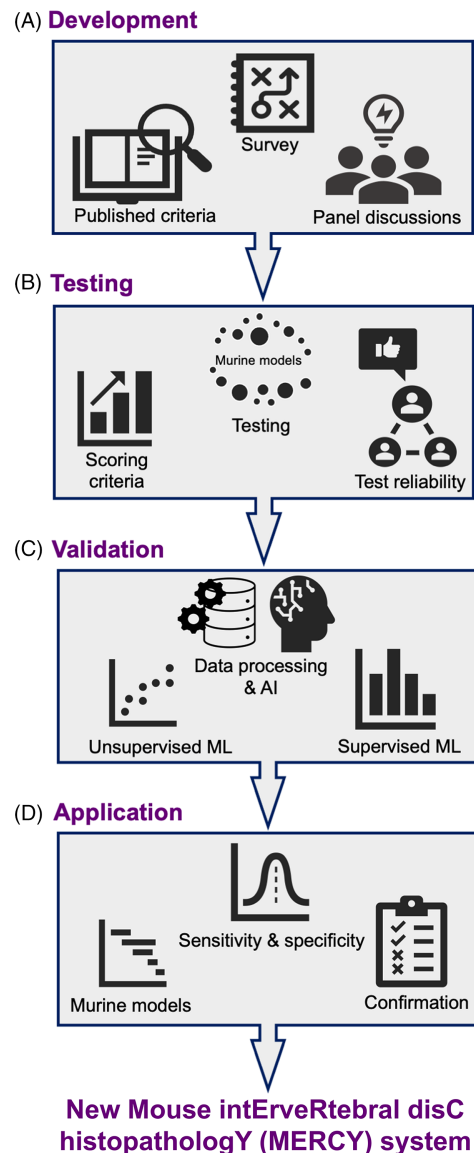 (A) Development
Survey
Published criteria
Panel discussions
(B) Testing
Murine models
Testing
Scoring
criteria
Test reliability
(C) Validation
Data processing
& AI
Unsupervised ML
Supervised ML
(D) Application
Sensitivity & specificity
Murine models
Confirmation
New Mouse intErveRtebral disC
histopathologY (MERCY) system